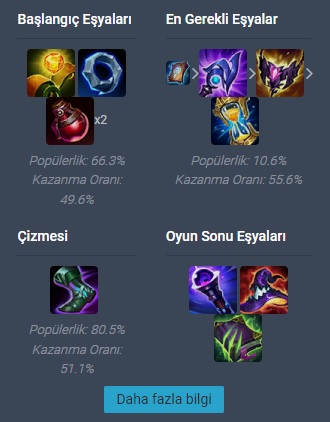 Başlangıç Eşyaları
x2
Popülerlik: 66.3%
Kazanma Oranı:
49.6%
En Gerekli Eşyalar
Popülerlik: 10.6%
Kazanma Oranı: 55.6%
Çizmesi
Popülerlik: 80.5%
Kazanma Oranı:
51.1%
Oyun Sonu Eşyaları
Daha fazla bilgi